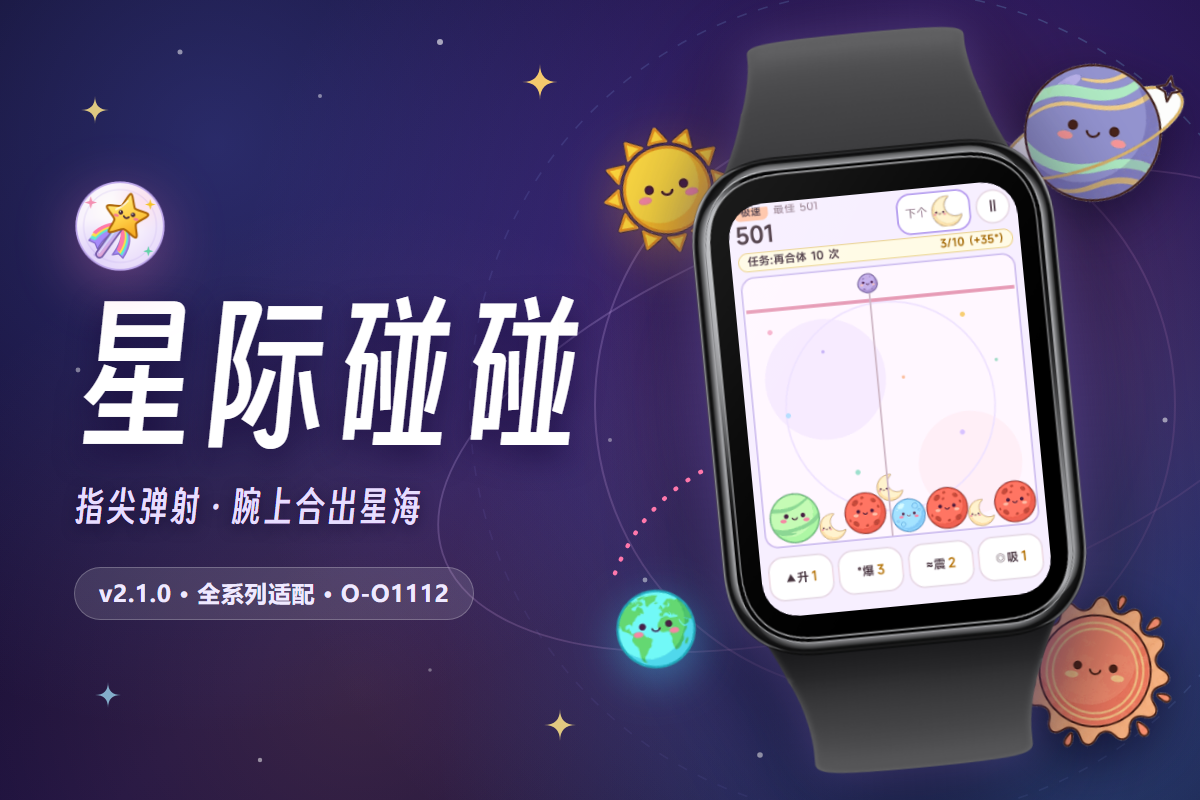 星际碰碰
指尖弹射·腕上合出星海
v2.1.0 • 全系列适配 • O-O1112
极速 最佳 501
501
下个
任务:再合体 10 次 3/10 (+35*)
▲升1 *爆3 ≈震2 ◎吸1